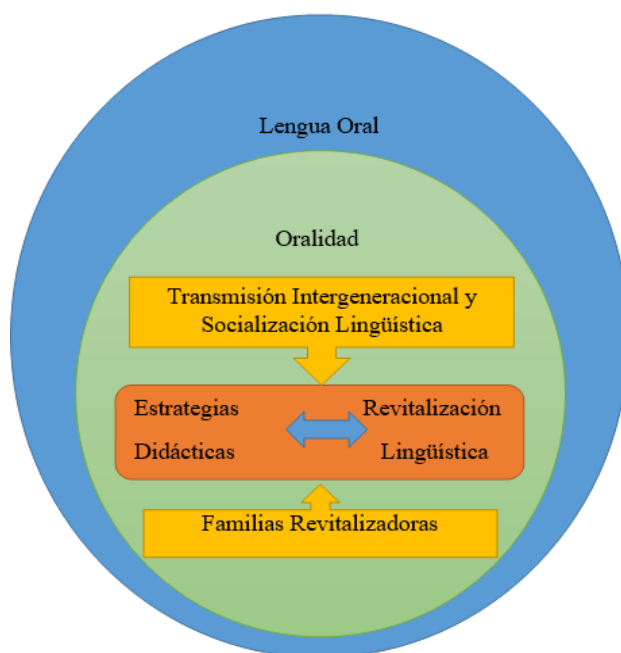 Lengua Oral
Oralidad
Transmisión Intergeneracional y
Socialización Lingüística
Estrategias
Didácticas
Revitalización
Lingüística
Familias Revitalizadoras